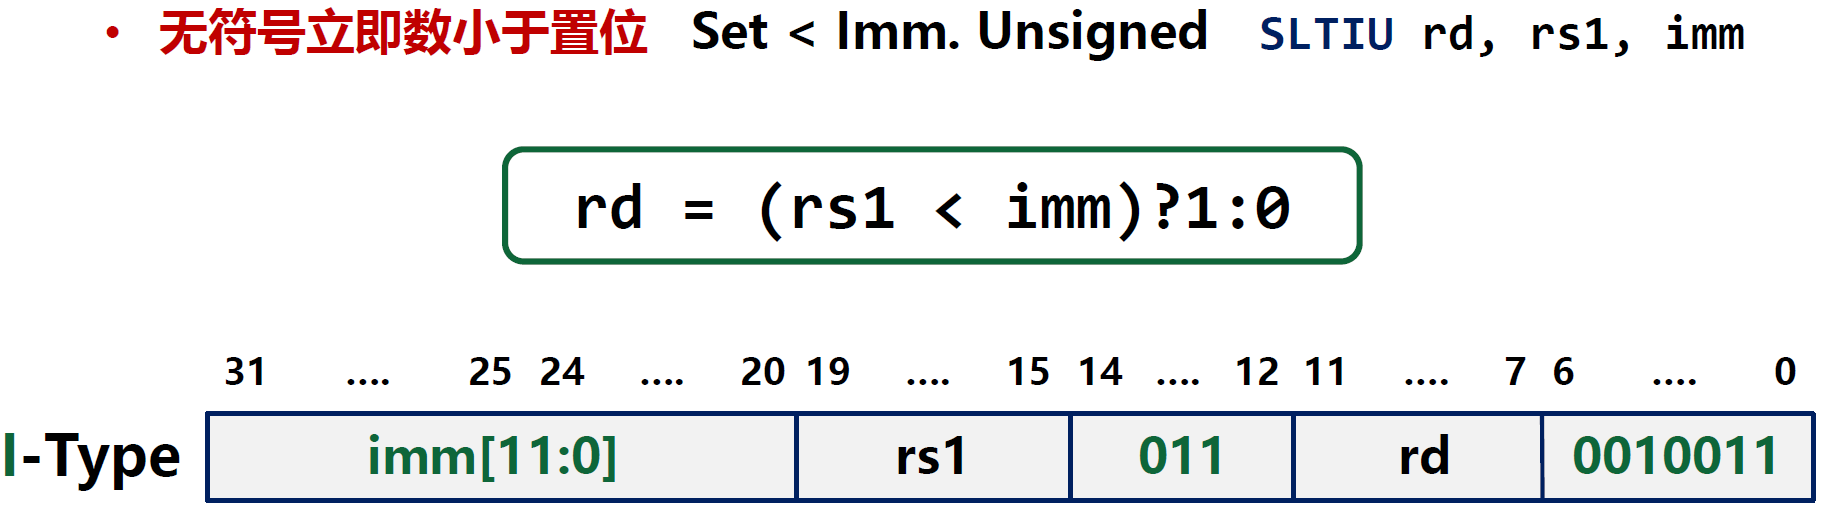 • 无符号立即数小于置位 Set < Imm. Unsigned SLTIU rd, rs1, imm
rd = (rs1 < imm)?1:0
31 .... 25 24 .... 20 19 .... 15 14 .... 12 11 .... 7 6 .... 0
I-Type imm[11:0] rs1 011 rd 0010011